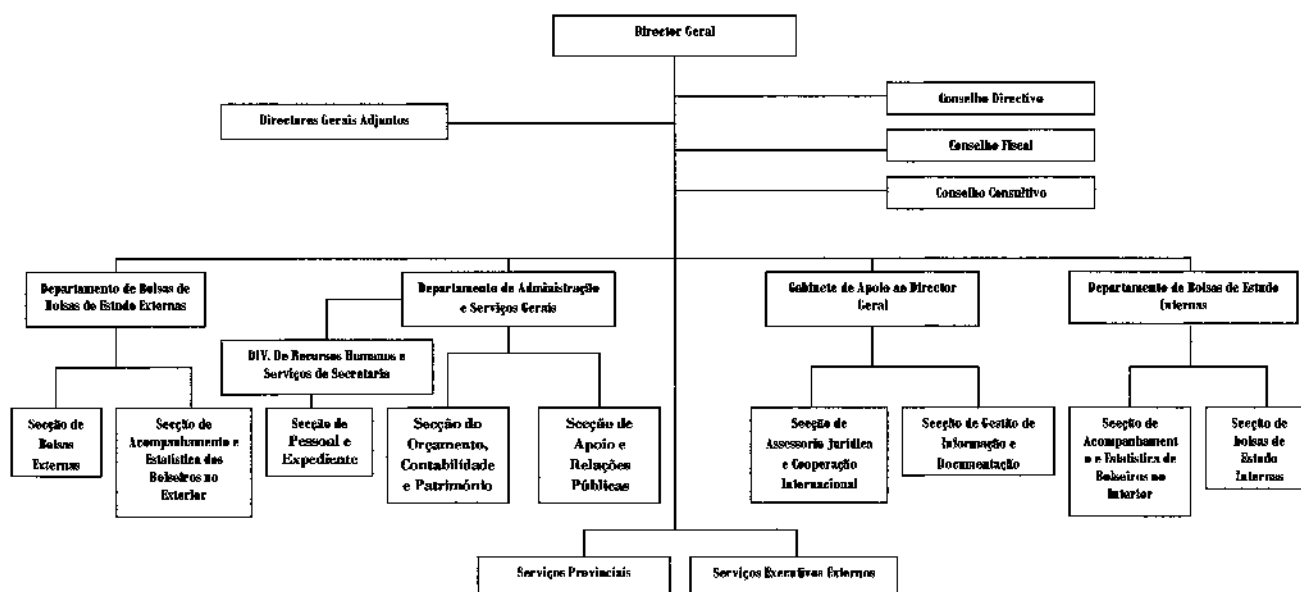 Director Geral
Conselho Directivo
Directores Gerais Adjuntos
Conselho Fiscal
Conselho Consultivo
Departamento de Bolsas de
Bolsas de Estudo Externas
Departamento de Administração
e Serviços Gerais
Gabinete de Apoio ao Director
Geral
Departamento de Bolsas de Estudo
Internas
DIV. De Recursos Humanos e
Serviços de Secretaria
Secção de
Bolsas
Externas
Secção de
Acompanhamento e
Estatística dos
Bolseiros no
Exterior
Secção de
Pessoal e
Expediente
Secção do
Orçamento,
Contabilidade
e Património
Secção de
Apoio e
Relações
Públicas
Secção de
Assessoria Jurídica
e Cooperação
Internacional
Secção de Gestão de
Informação e
Documentação
Secção de
Acompanhament
o e Estatística de
Bolseiros no
Interior
Secção de
bolsas de
Estudo
Internas
Serviços Provinciais
Serviços Executivos Externos